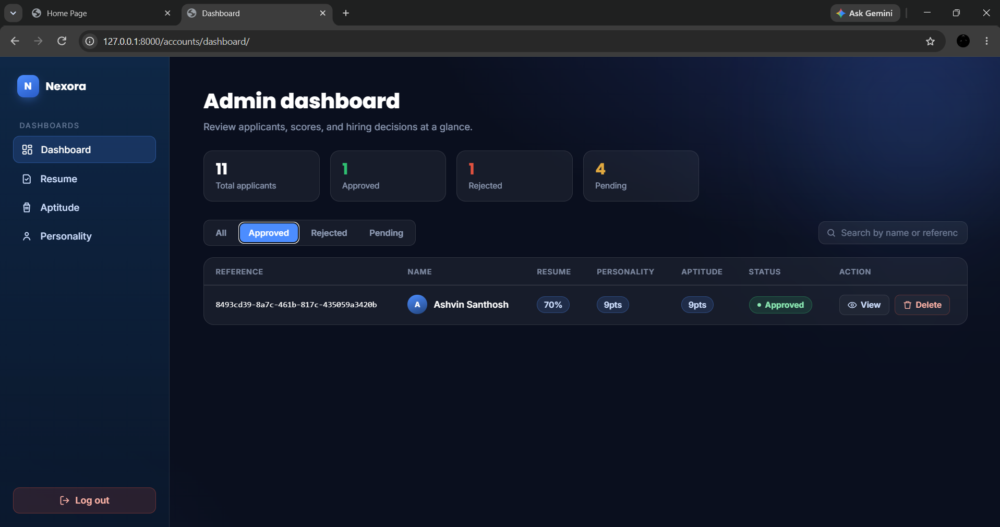 Home Page
Dashboard
Ask Gemini
127.0.0.1:8000/accounts/dashboard/
N Nexora
DASHBOARDS
Dashboard
Resume
Aptitude
Personality
Log out
Admin dashboard
Review applicants, scores, and hiring decisions at a glance.
11
Total applicants
1
Approved
1
Rejected
4
Pending
All Approved Rejected Pending
Search by name or referenc
REFERENCE NAME RESUME PERSONALITY APTITUDE STATUS ACTION
8493cd39-8a7c-461b-817c-435059a3420b A Ashvin Santhosh 70% 9pts 9pts Approved View Delete